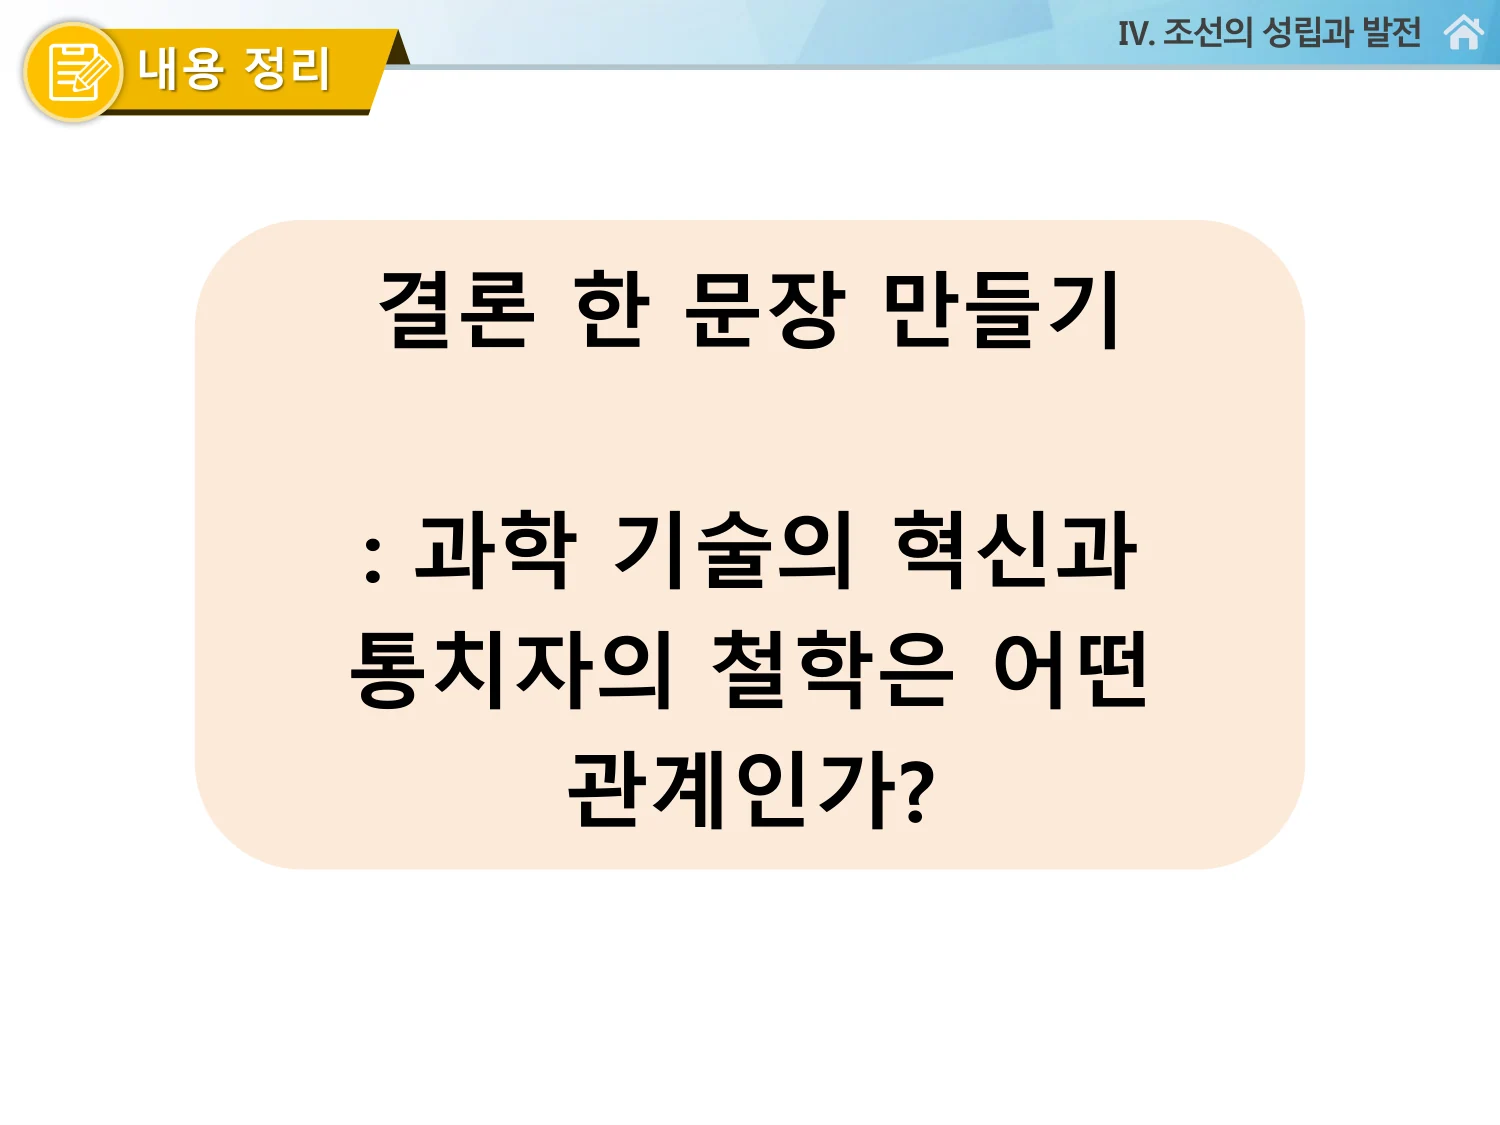 내용 정리
IV. 조선의 성립과 발전
결론 한 문장 만들기
: 과학 기술의 혁신과
통치자의 철학은 어떤
관계인가?